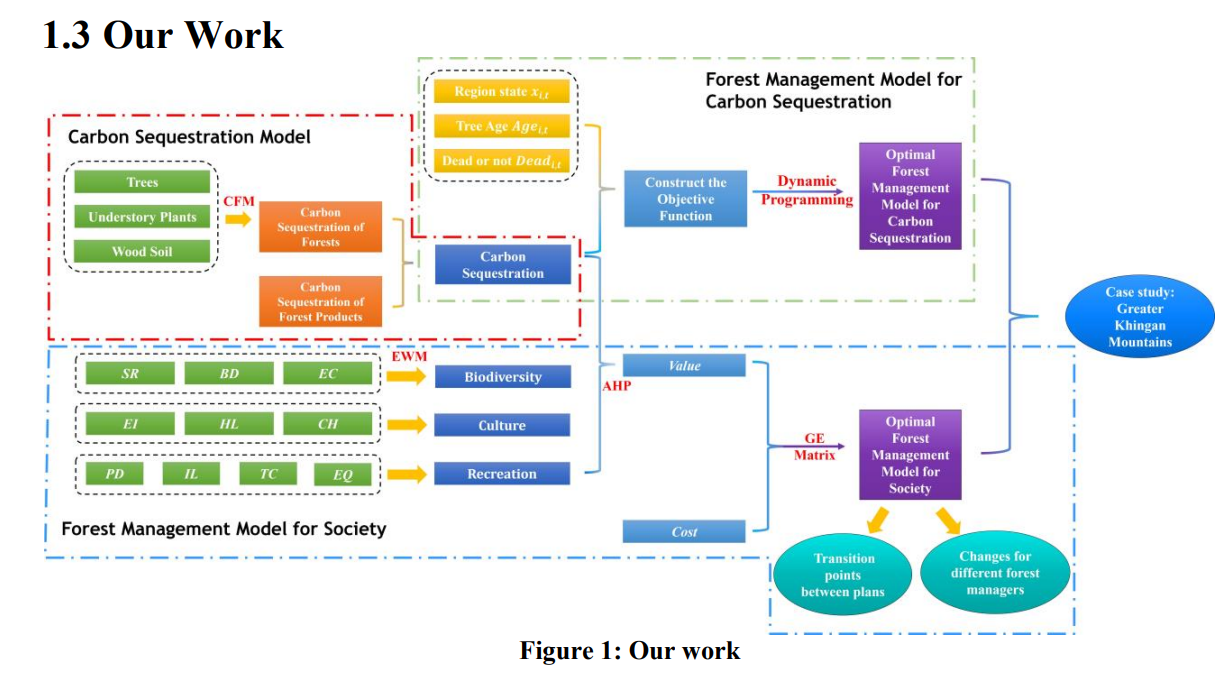 1.3 Our Work
Forest Management Model for
Carbon Sequestration
Region state x_{i,t}
Tree Age Age_{i,t}
Dead or not Dead_{i,t}
Construct the
Objective
Function
Dynamic
Programming
Optimal
Forest
Management
Model for
Carbon
Sequestration
Carbon Sequestration Model
Trees
Understory Plants
Wood Soil
CFM
Carbon
Sequestration of
Forests
Carbon
Sequestration of
Forest Products
Carbon
Sequestration
Case study:
Greater
Khingan
Mountains
SR
BD
EC
EWM
Biodiversity
EI
HL
CH
Culture
PD
IL
TC
EQ
Recreation
AHP
Value
Cost
GE
Matrix
Optimal
Forest
Management
Model for
Society
Forest Management Model for Society
Transition
points
between plans
Changes for
different forest
managers
Figure 1: Our work